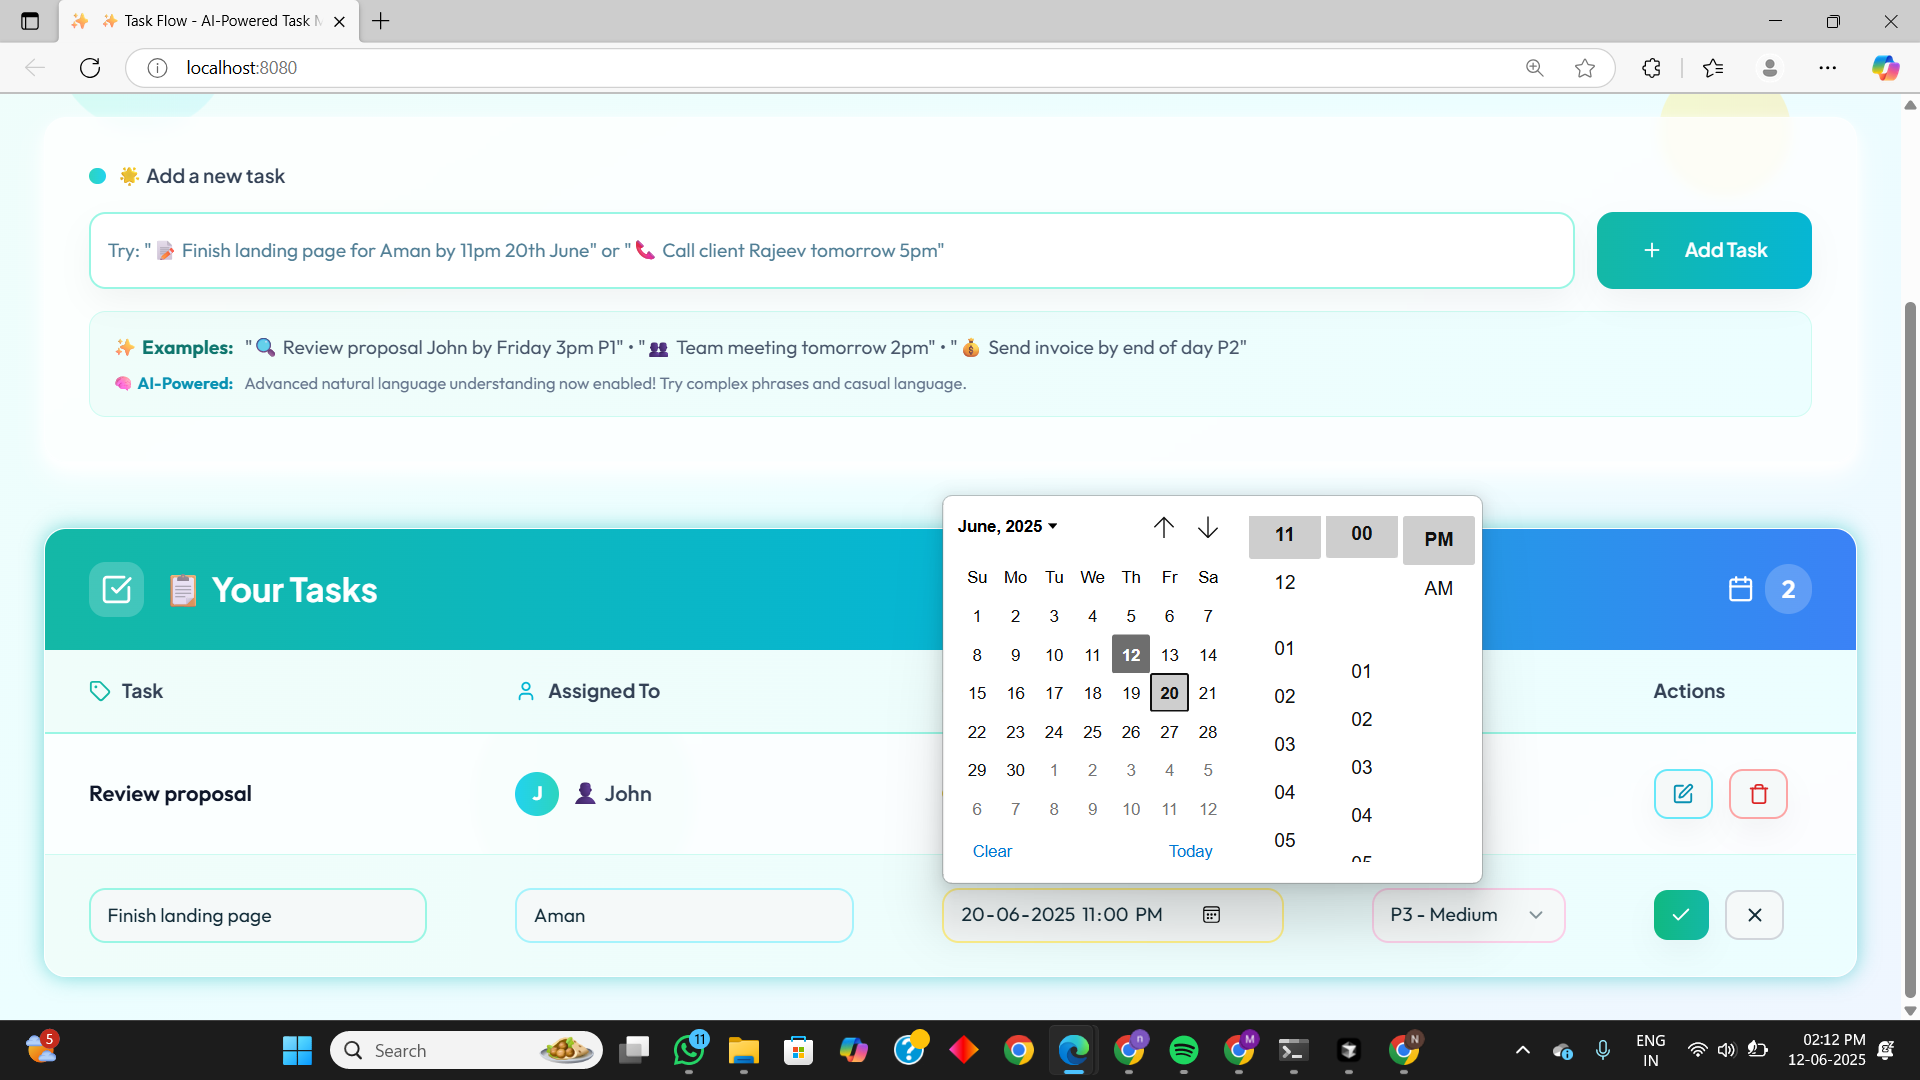 Task Flow - AI-Powered Task M
localhost:8080
Add a new task
Try: "📝 Finish landing page for Aman by 11pm 20th June" or "📞 Call client Rajeev tomorrow 5pm"
+ Add Task
✨ Examples: "🔍 Review proposal John by Friday 3pm P1" • "👥 Team meeting tomorrow 2pm" • "💰 Send invoice by end of day P2"
🧠 AI-Powered: Advanced natural language understanding now enabled! Try complex phrases and casual language.
Your Tasks
2
Task Assigned To Actions
Review proposal J John
June, 2025
Su Mo Tu We Th Fr Sa
1 2 3 4 5 6 7
8 9 10 11 12 13 14
15 16 17 18 19 20 21
22 23 24 25 26 27 28
29 30 1 2 3 4 5
6 7 8 9 10 11 12
Clear Today
11 00 PM
12 AM
01
01
02
02
03
03
04
04
05
05
Finish landing page Aman 20-06-2025 11:00 PM P3 - Medium
5
Search
11
n
M
N
ENG
IN
02:12 PM
12-06-2025